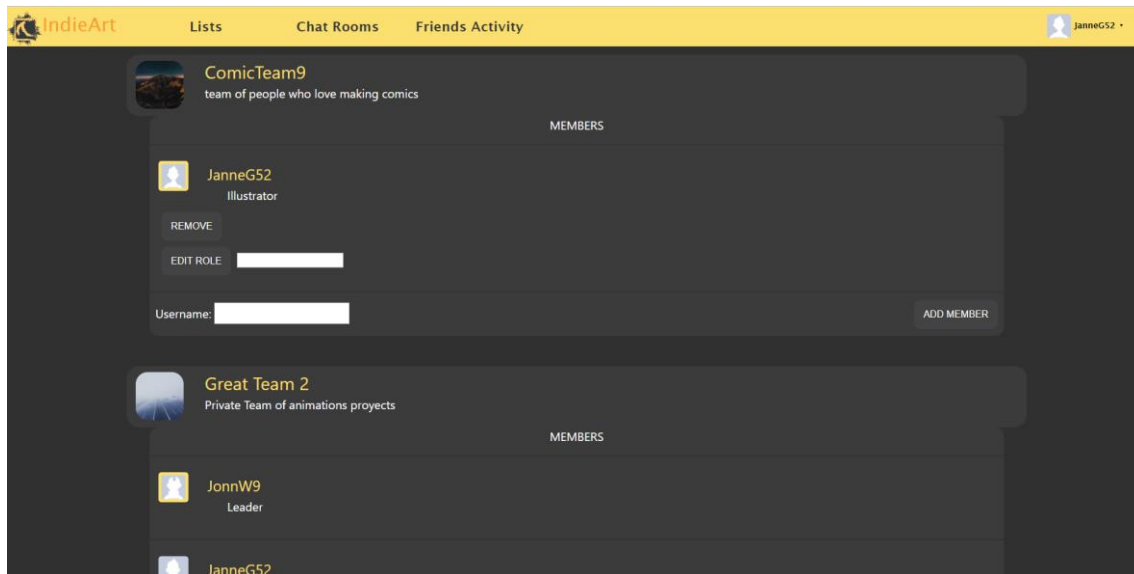 IndieArt Lists Chat Rooms Friends Activity JanneG52
ComicTeam9
team of people who love making comics
MEMBERS
JanneG52
Illustrator
REMOVE
EDIT ROLE
Username: ADD MEMBER
Great Team 2
Private Team of animations proyects
MEMBERS
JonnW9
Leader
JanneG52